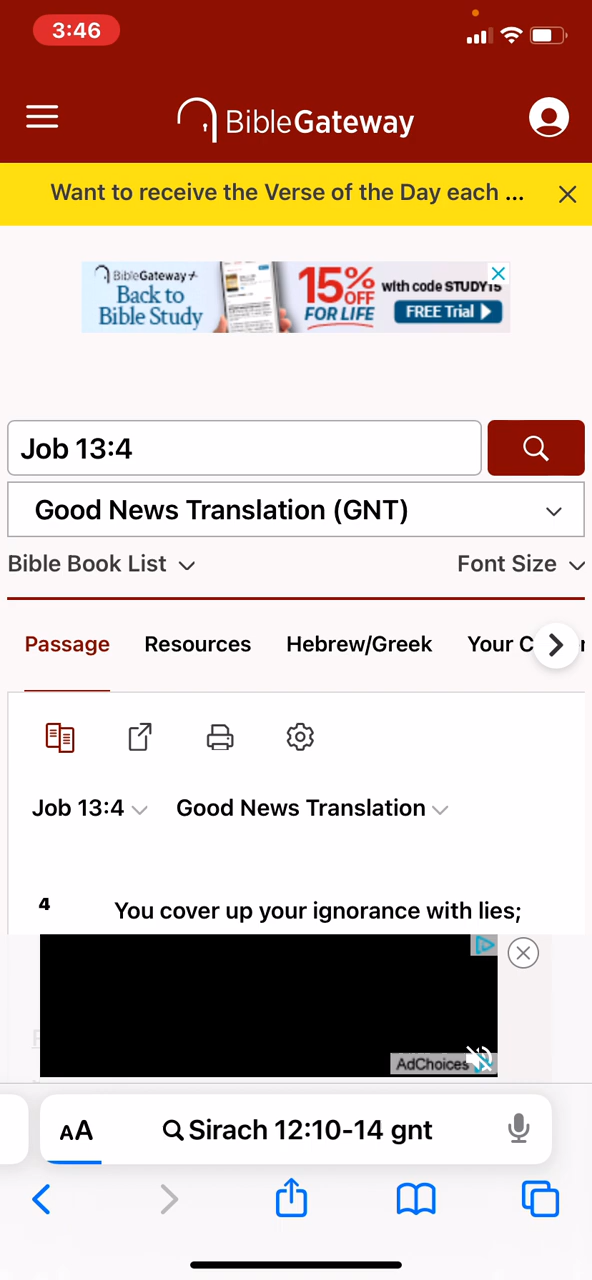 3:46
BibleGateway
Want to receive the Verse of the Day each ...
BibleGateway+
Back to
Bible Study
15% OFF
FOR LIFE
with code STUDY15
FREE Trial
Job 13:4
Good News Translation (GNT)
Bible Book List
Font Size
Passage Resources Hebrew/Greek Your C
Job 13:4 Good News Translation
4 You cover up your ignorance with lies;
AdChoices
AA Sirach 12:10-14 gnt